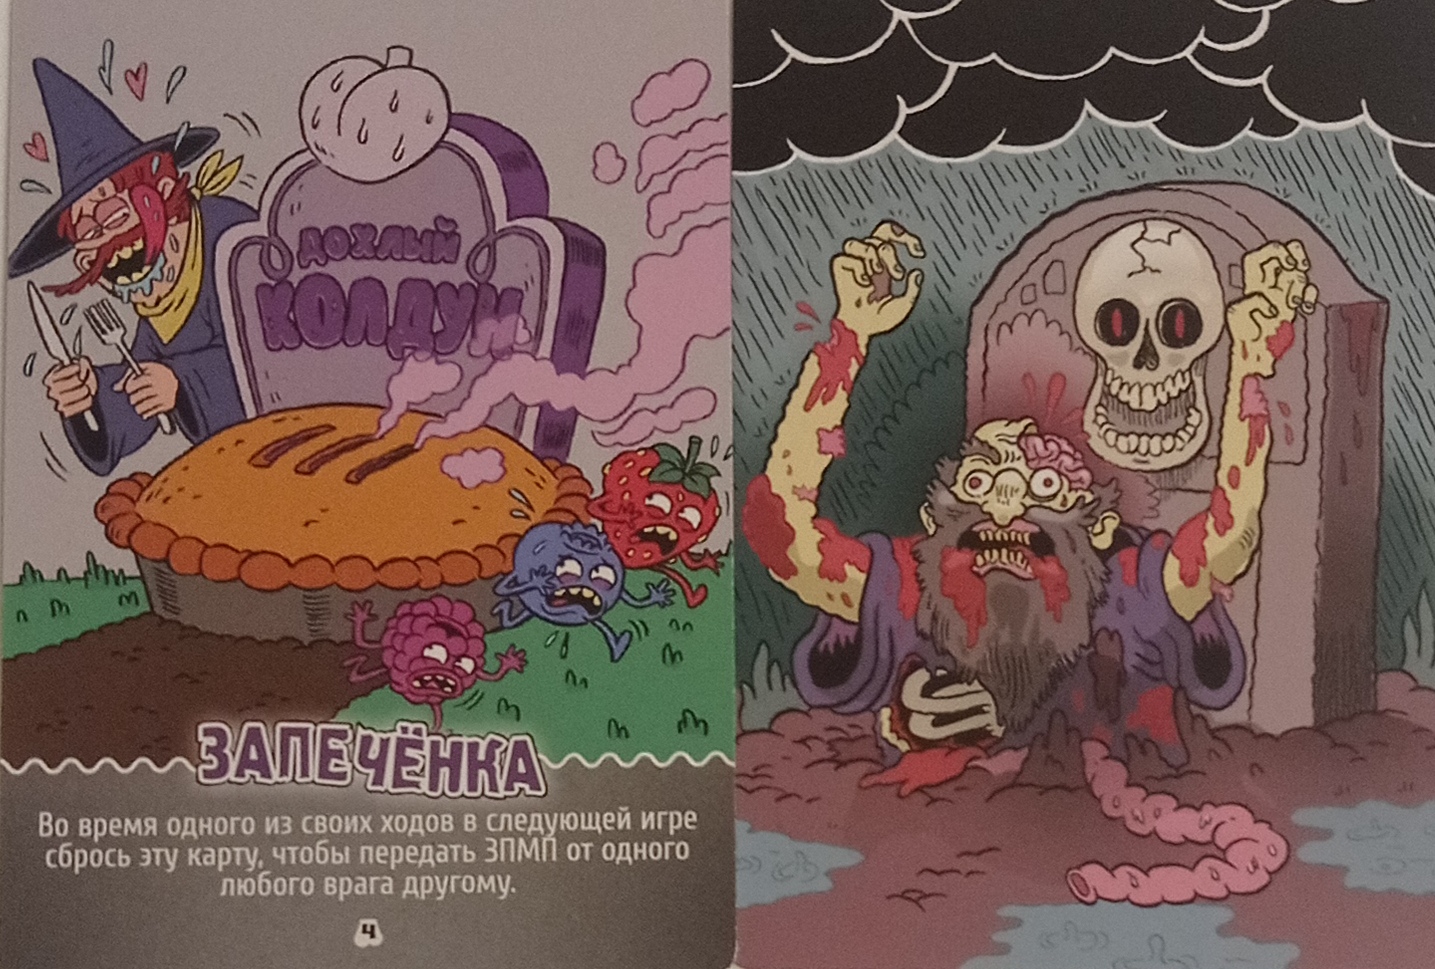 ДОХЛЫЙ
КОЛДУН
ЗАПЕЧЁНКА
Во время одного из своих ходов в следующей игре
сбрось эту карту, чтобы передать ЗПМП от одного
любого врага другому.
Ч